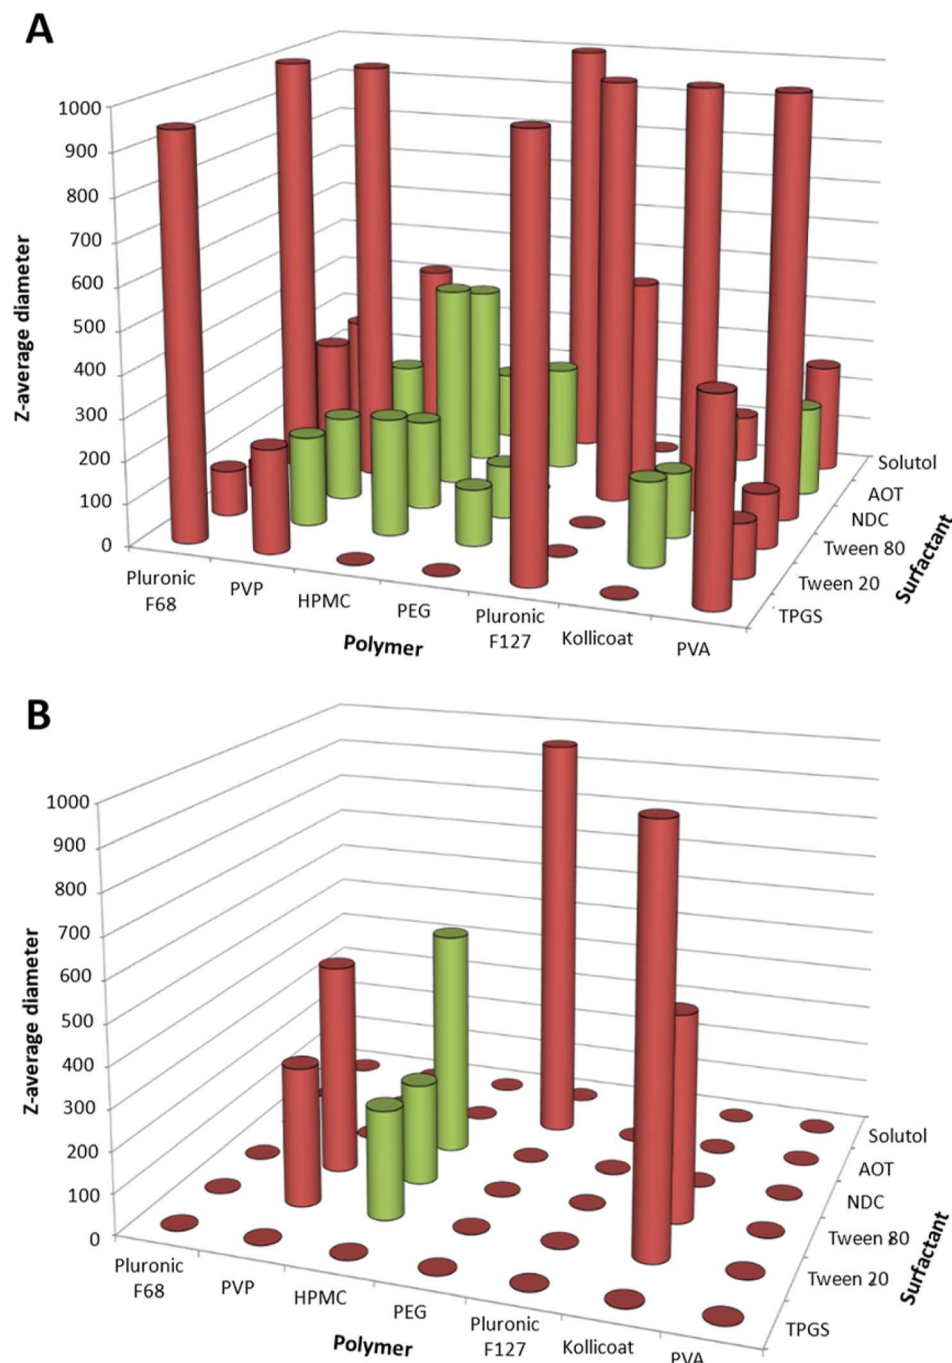 A
1000
900
800
700
600
500
400
300
200
100
0
Z-average diameter
Pluronic
F68
PVP
HPMC
PEG
Pluronic
F127
Kollicoat
PVA
Polymer
Solutol
AOT
NDC
Tween 80
Tween 20
TPGS
Surfactant
B
1000
900
800
700
600
500
400
300
200
100
0
Z-average diameter
Pluronic
F68
PVP
HPMC
PEG
Pluronic
F127
Kollicoat
PVA
Polymer
Solutol
AOT
NDC
Tween 80
Tween 20
TPGS
Surfactant